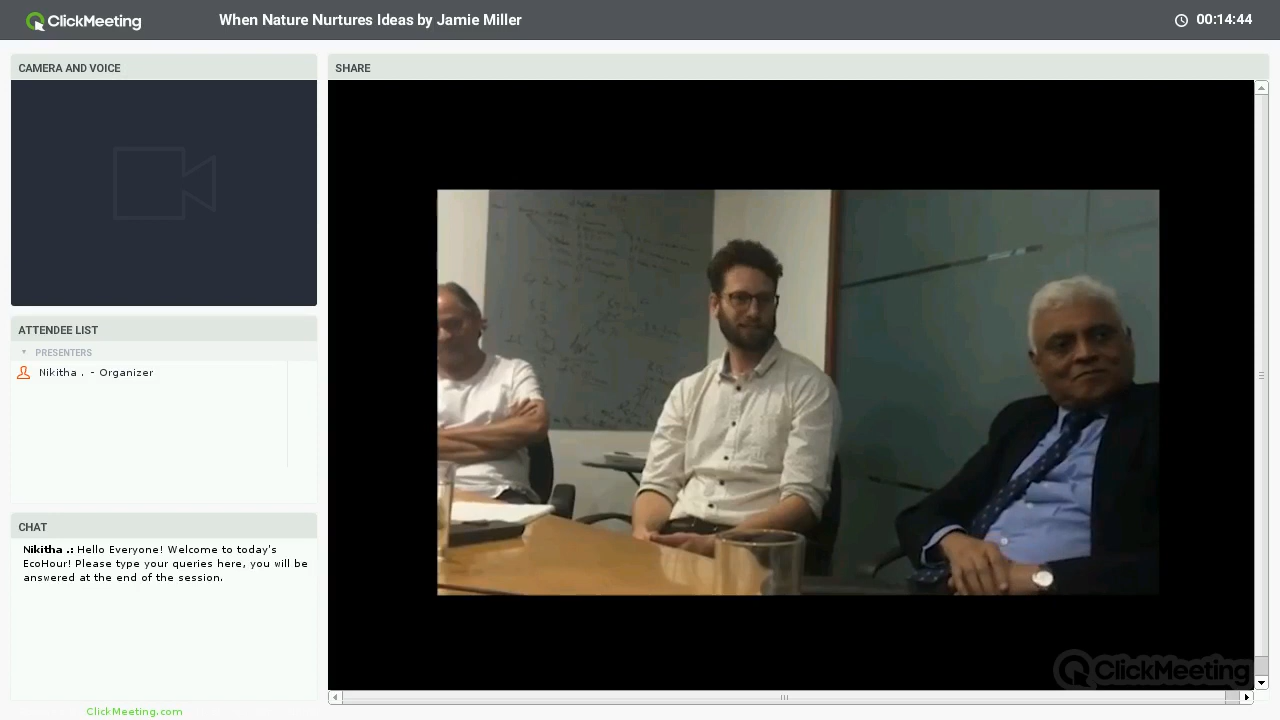 ClickMeeting
When Nature Nurtures Ideas by Jamie Miller
00:14:44
CAMERA AND VOICE
SHARE
ATTENDEE LIST
PRESENTERS
Nikitha . - Organizer
CHAT
Nikitha .: Hello Everyone! Welcome to today's
EcoHour! Please type your queries here, you will be
answered at the end of the session.
ClickMeeting
ClickMeeting.com